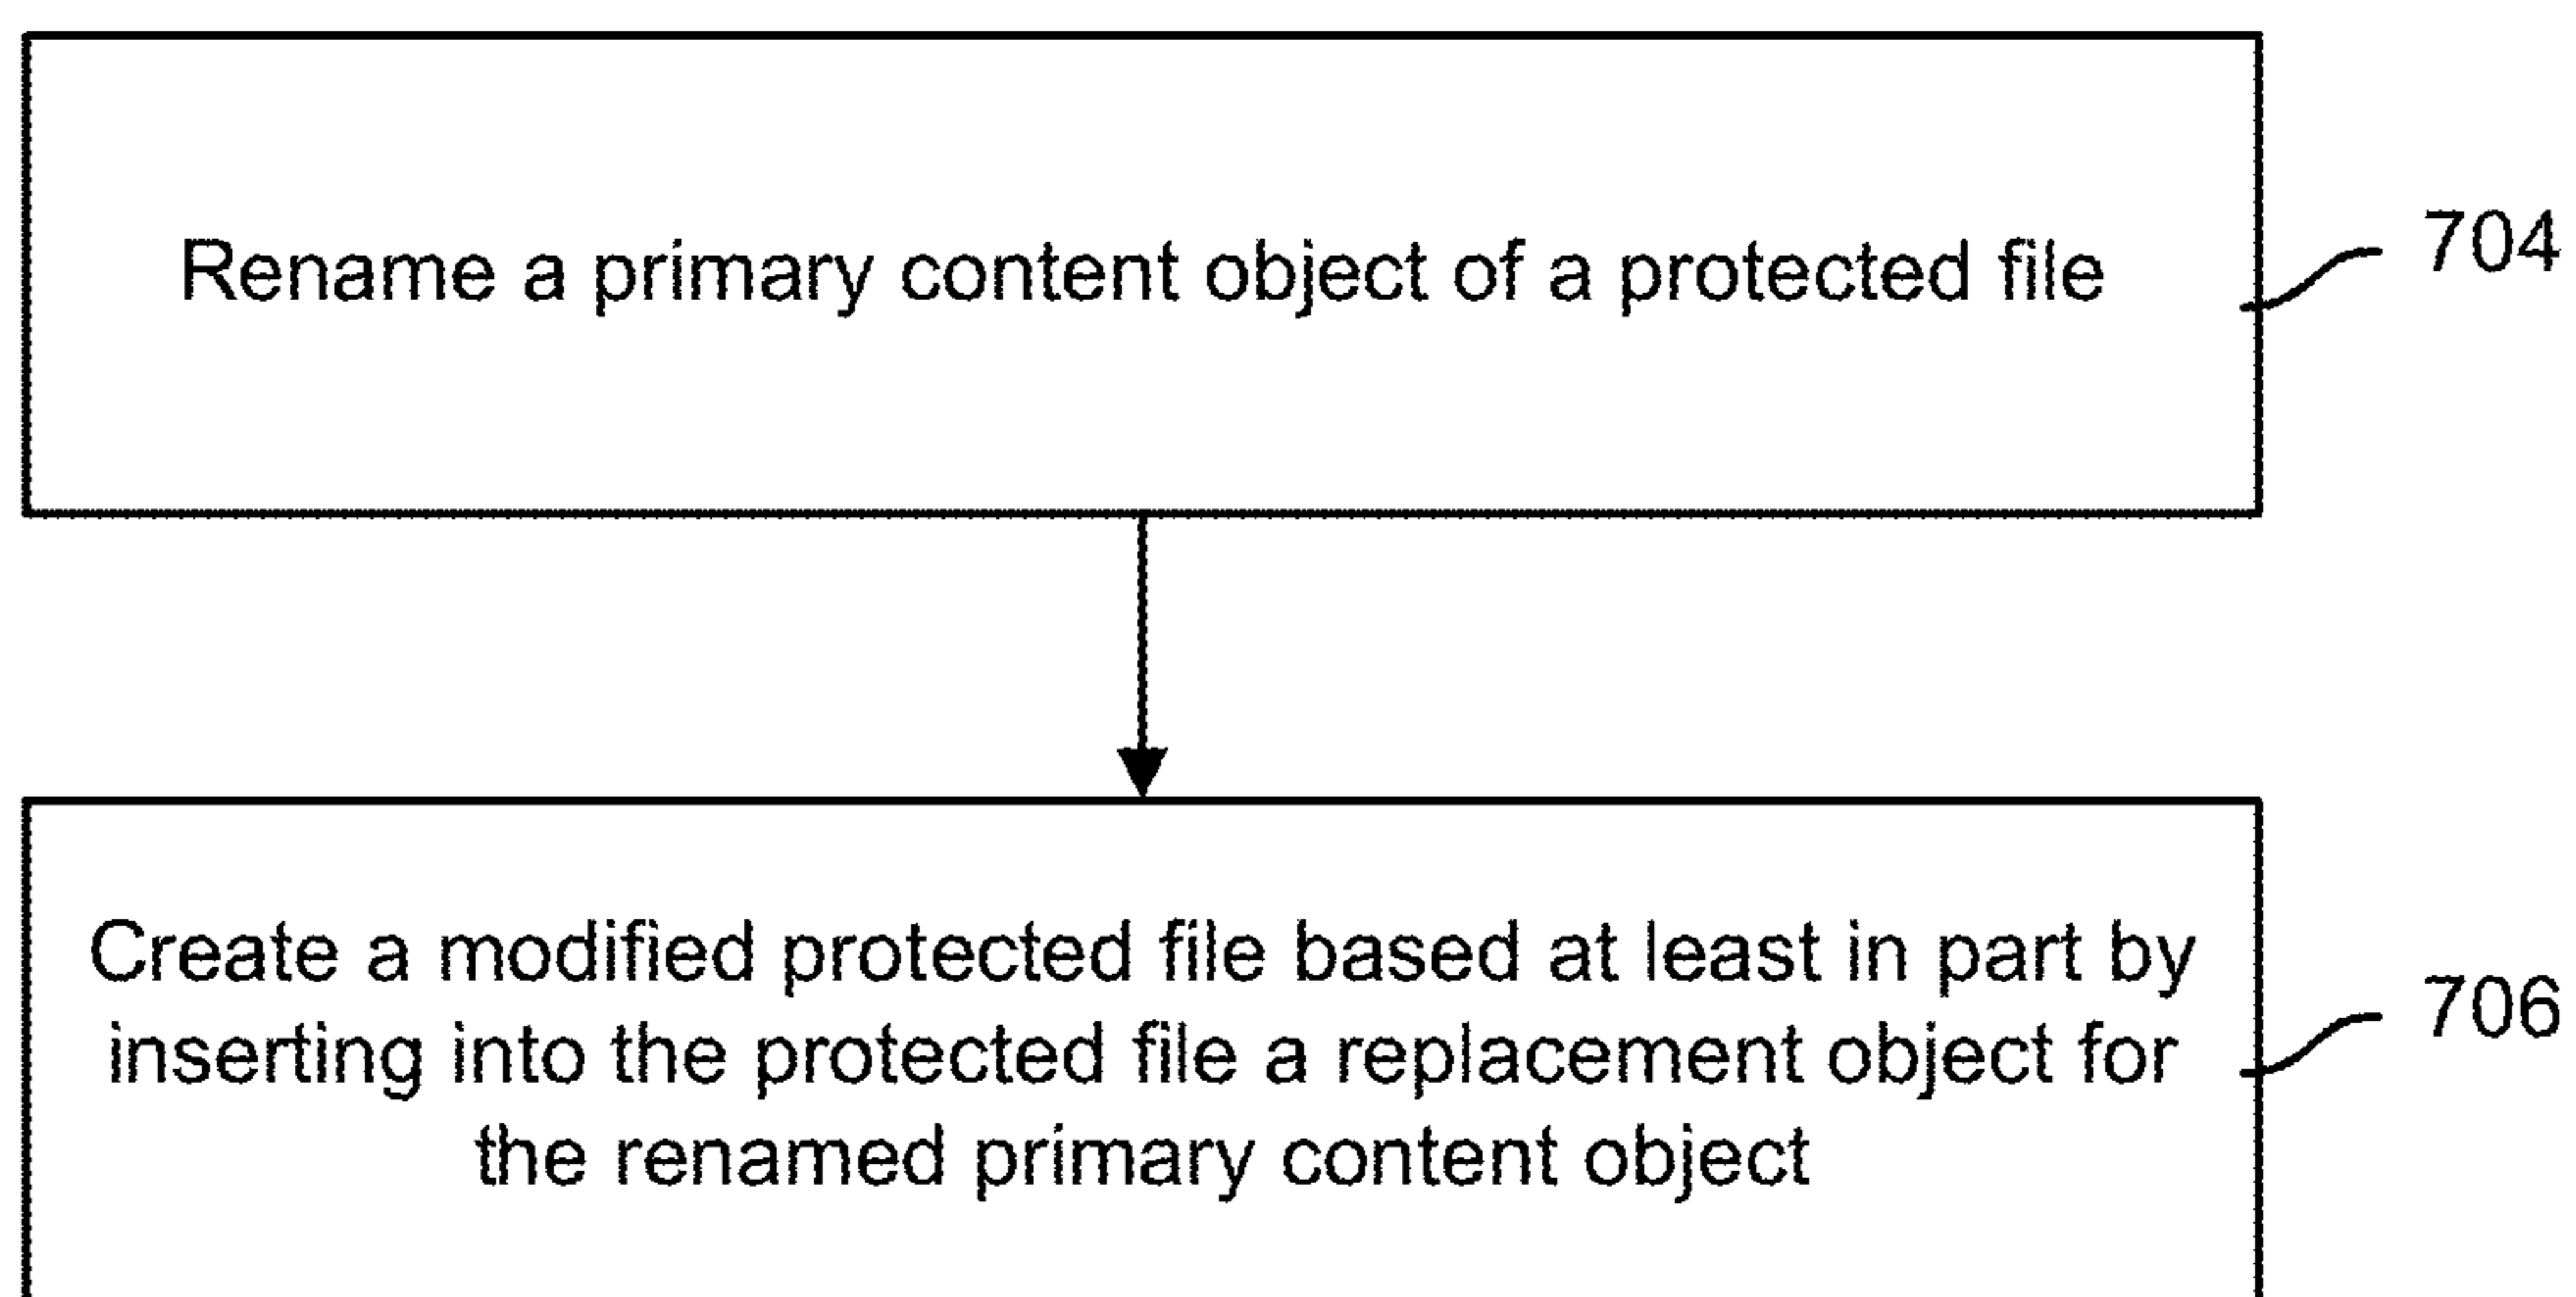 Rename a primary content object of a protected file
704
Create a modified protected file based at least in part by
inserting into the protected file a replacement object for
the renamed primary content object
706